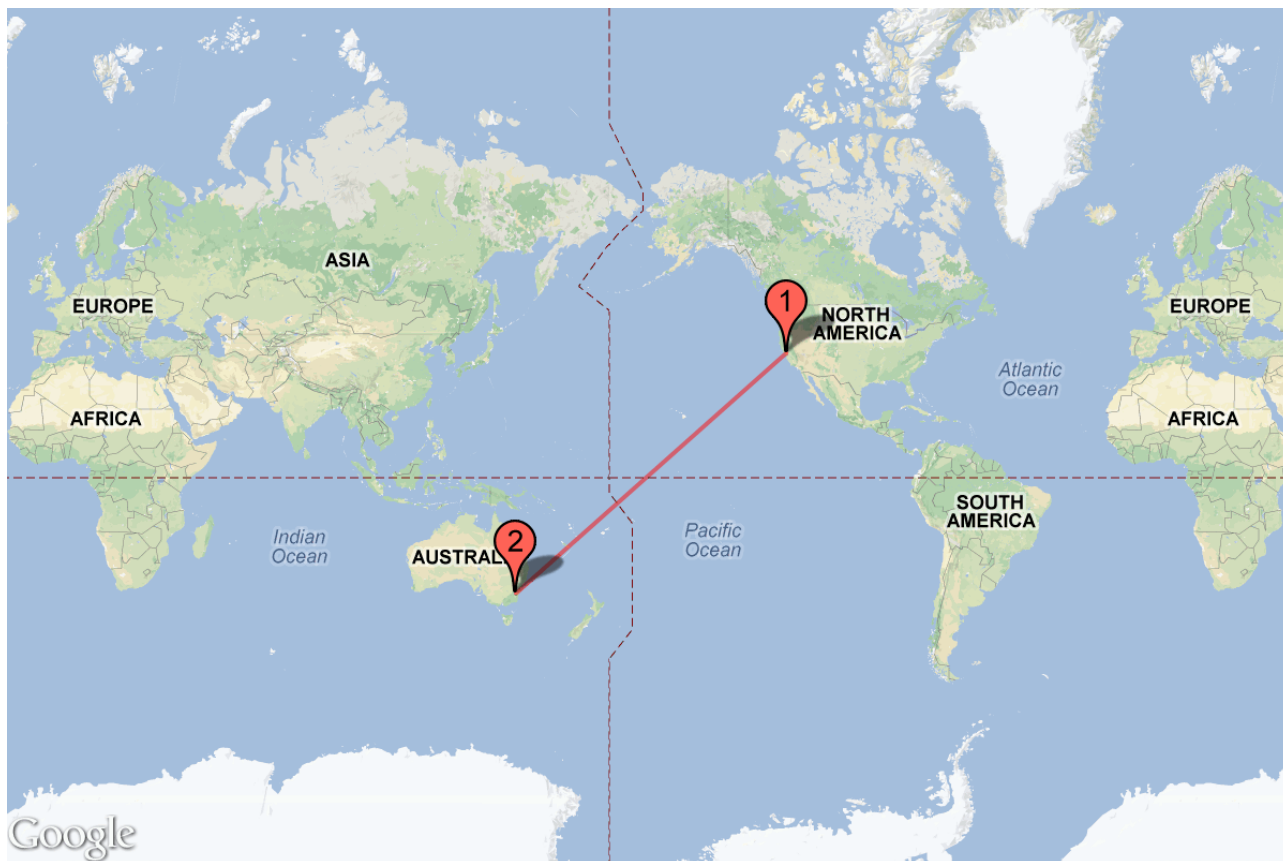 ASIA
EUROPE
EUROPE
1
NORTH
AMERICA
Atlantic
Ocean
AFRICA
AFRICA
SOUTH
AMERICA
Indian
Ocean
2
AUSTRAL
Pacific
Ocean
Google